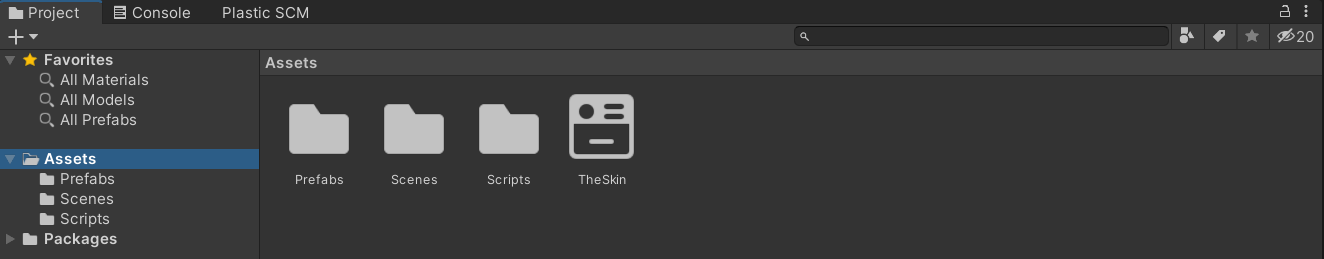 Project Console Plastic SCM
20
Favorites
All Materials
All Models
All Prefabs
Assets
Prefabs
Scenes
Scripts
Packages
Assets
Prefabs Scenes Scripts TheSkin